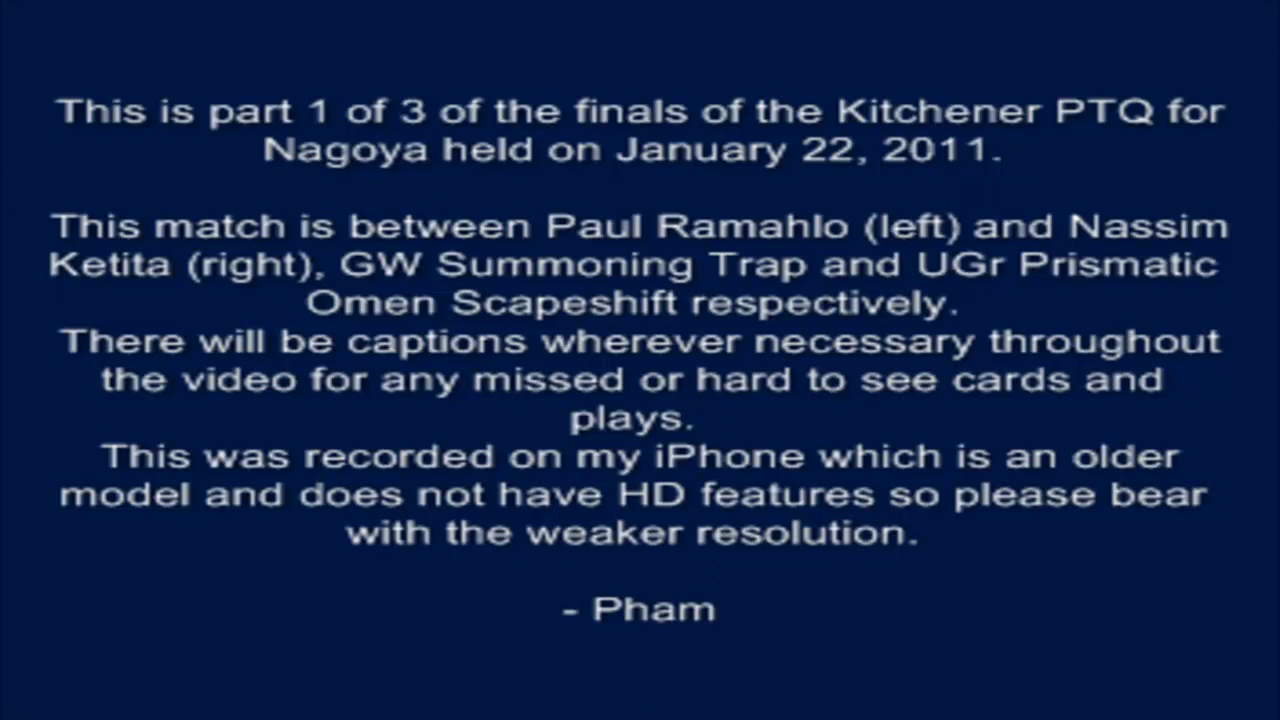 This is part 1 of 3 of the finals of the Kitchener PTQ for
Nagoya held on January 22, 2011.
This match is between Paul Ramahlo (left) and Nassim
Ketita (right), GW Summoning Trap and UGr Prismatic
Omen Scapeshift respectively.
There will be captions wherever necessary throughout
the video for any missed or hard to see cards and
plays.
This was recorded on my iPhone which is an older
model and does not have HD features so please bear
with the weaker resolution.
- Pham